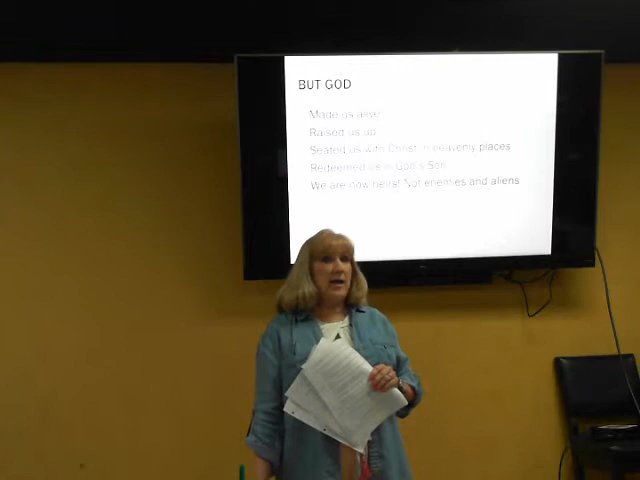 BUT GOD
Made us alive
Raised us up
Seated us with Christ in heavenly places
Redeemed us in God's Son
We are now heirs! Not enemies and aliens